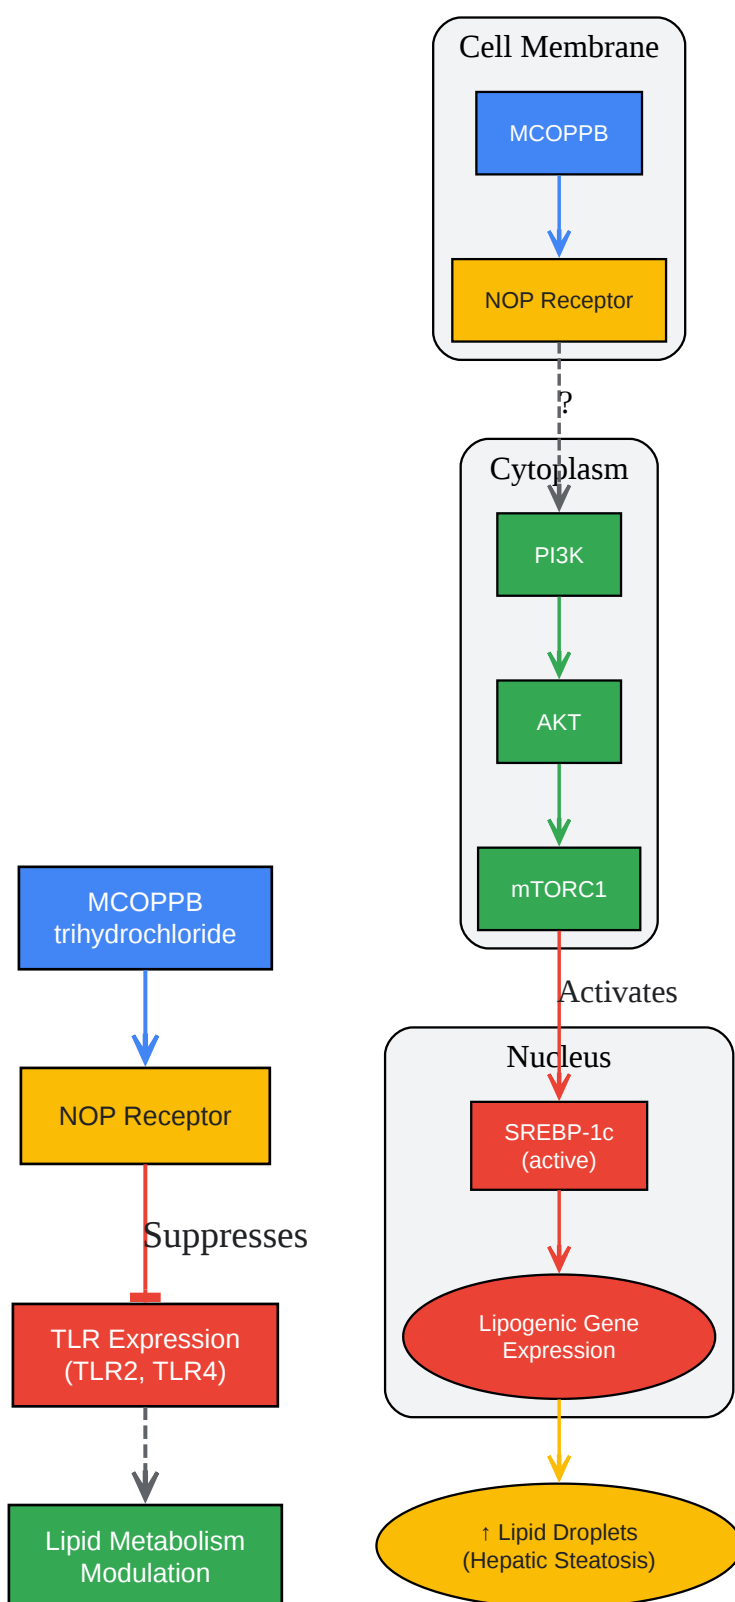 Cell Membrane
MCOPPB
NOP Receptor
?
Cytoplasm
PI3K
AKT
mTORC1
Activates
Nucleus
SREBP-1c
(active)
Lipogenic Gene
Expression
↑ Lipid Droplets
(Hepatic Steatosis)
MCOPPB
trihydrochloride
NOP Receptor
Suppresses
TLR Expression
(TLR2, TLR4)
Lipid Metabolism
Modulation